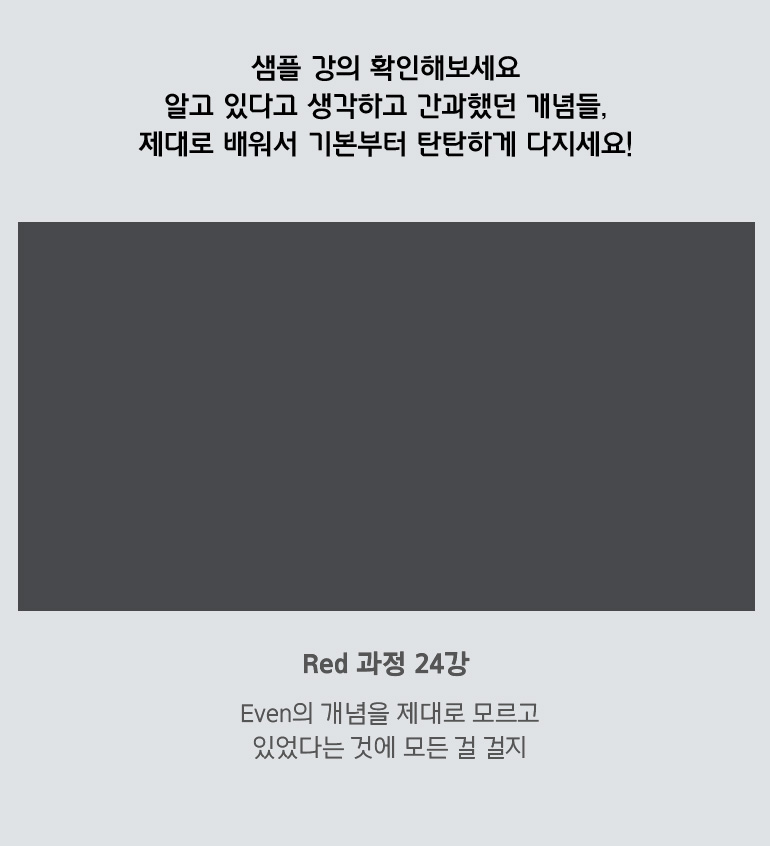 샘플 강의 확인해보세요
알고 있다고 생각하고 간과했던 개념들,
제대로 배워서 기본부터 탄탄하게 다지세요!
Red 과정 24강
Even의 개념을 제대로 모르고
있었다는 것에 모든 걸 걸지